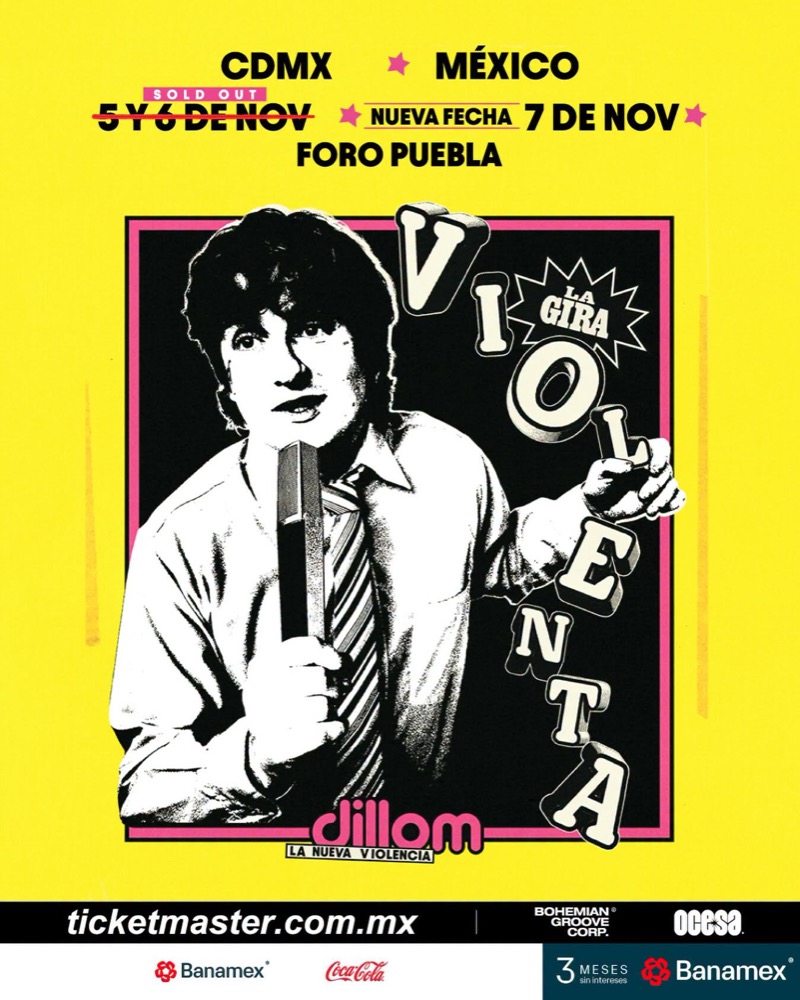 CDMX MÉXICO
SOLD OUT
5 Y 6 DE NOV NUEVA FECHA 7 DE NOV
FORO PUEBLA
LA
GIRA
VIOLENTA
dillom
LA NUEVA VIOLENCIA
ticketmaster.com.mx
BOHEMIAN®
GROOVE
CORP.
ocesa.
Banamex®
Coca-Cola
3 MESES
sin intereses
Banamex®